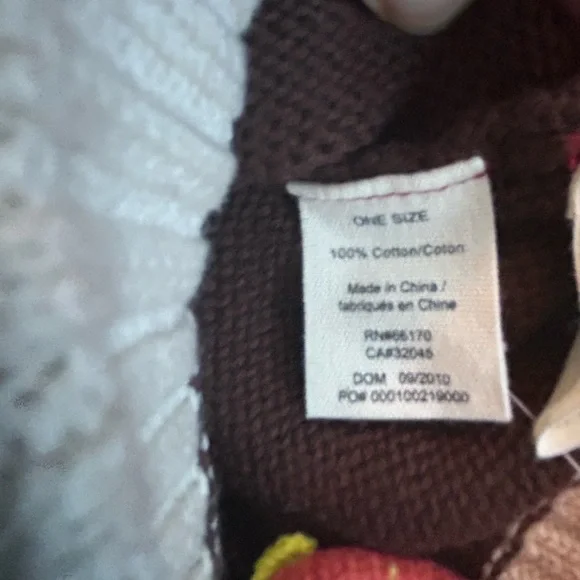 ONE SIZE
100% Cotton/Coton
Made in China /
fabriqués en Chine
RN#66170
CA#32045
DOM 09/2010
PO# 000100219000